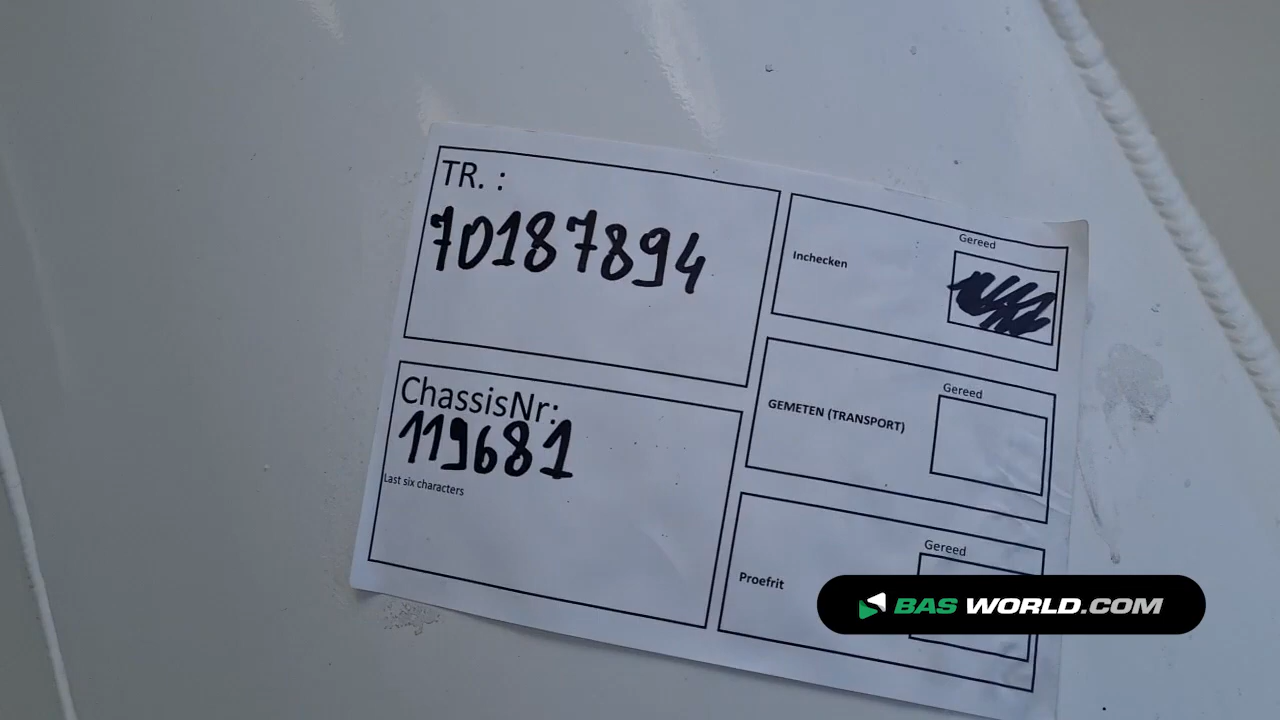 TR. :
70187894
ChassisNr:
119681
Last six characters
Gereed
Inchecken
Gereed
GEMETEN (TRANSPORT)
Gereed
Proefrit
BAS WORLD.COM